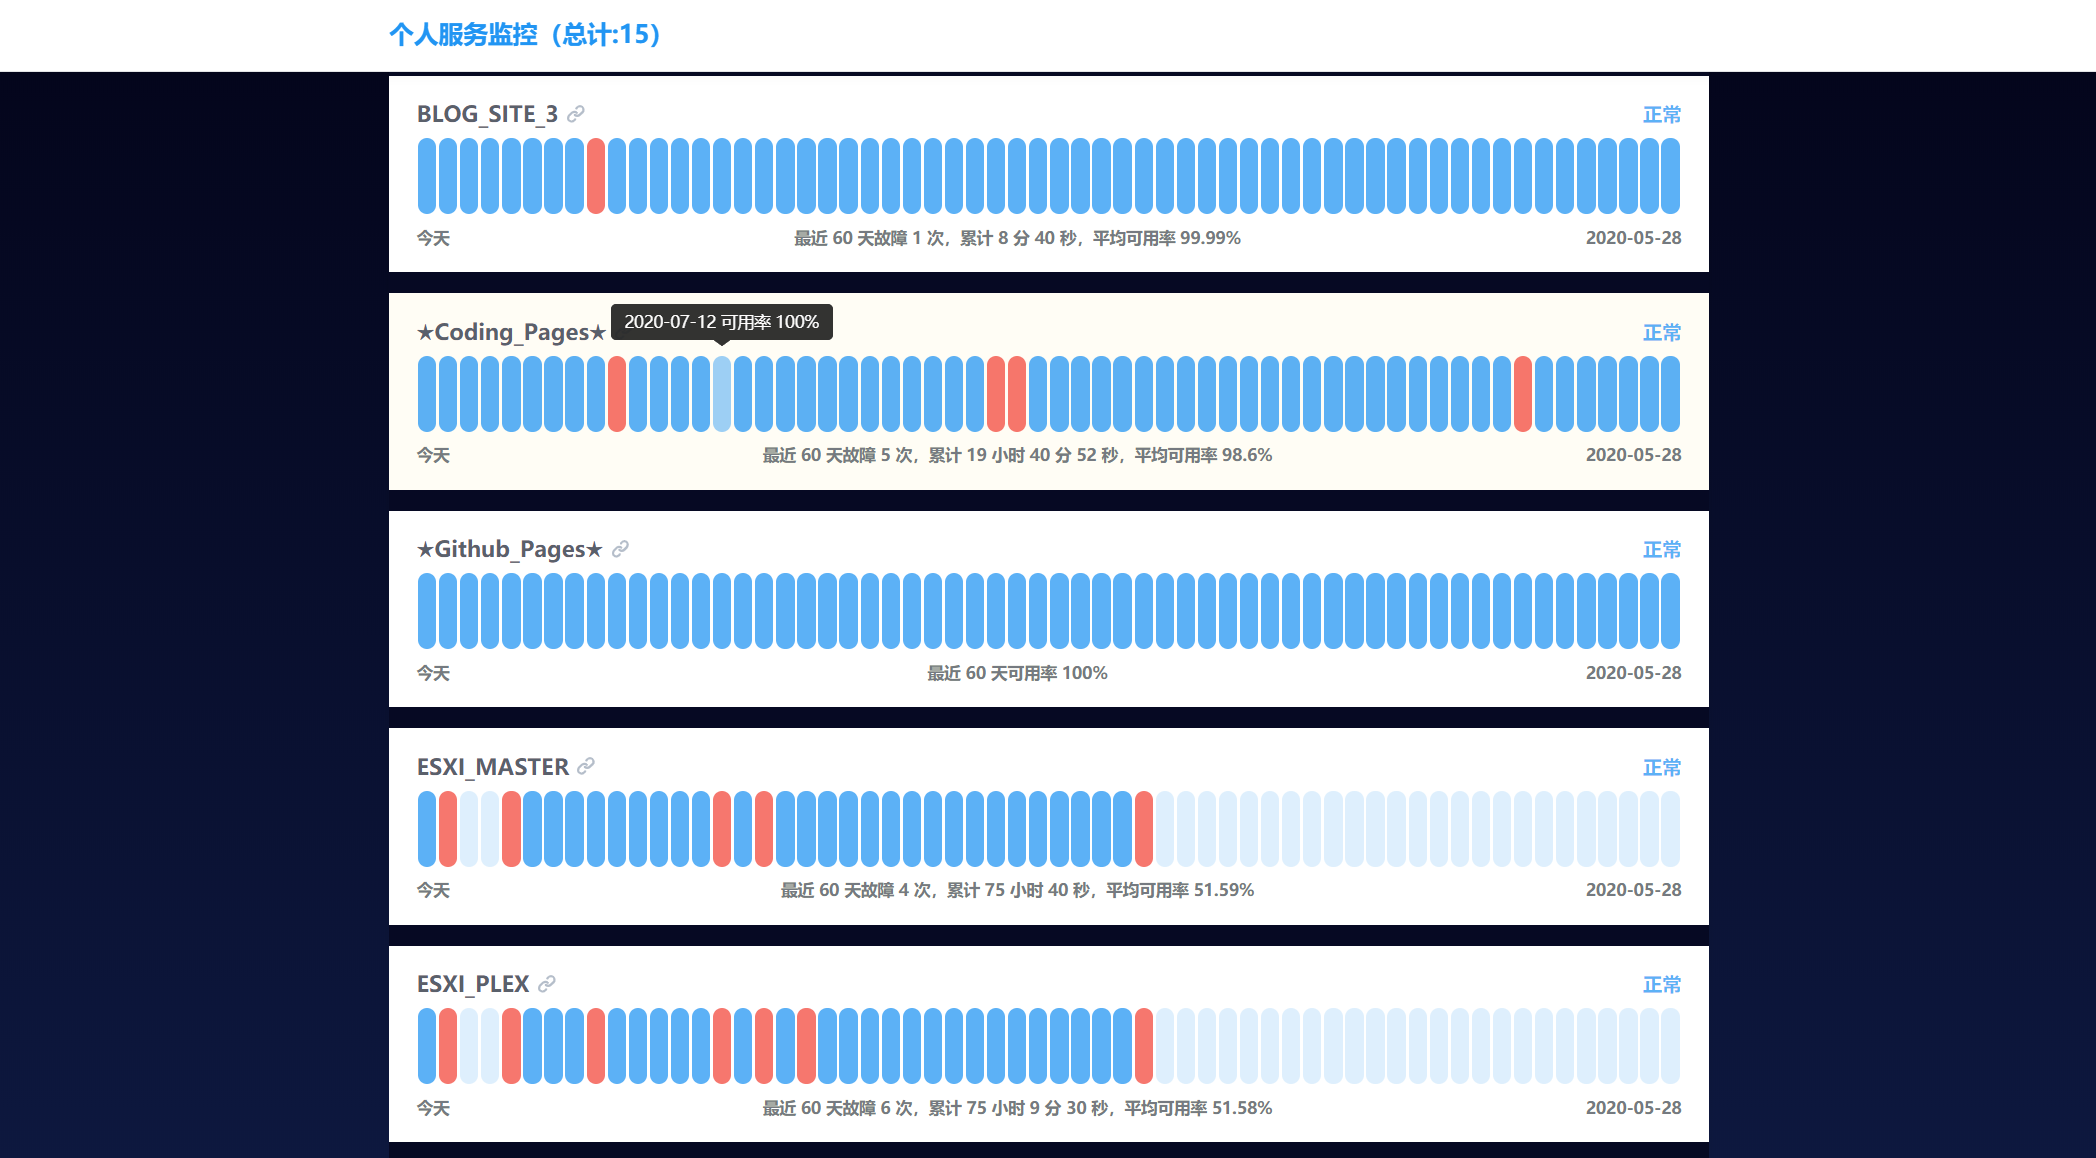 个人服务监控（总计:15）
BLOG_SITE_3
正常
今天
最近 60 天故障 1 次，累计 8 分 40 秒，平均可用率 99.99%
2020-05-28
★Coding_Pages★
2020-07-12 可用率 100%
正常
今天
最近 60 天故障 5 次，累计 19 小时 40 分 52 秒，平均可用率 98.6%
2020-05-28
★Github_Pages★
正常
今天
最近 60 天可用率 100%
2020-05-28
ESXI_MASTER
正常
今天
最近 60 天故障 4 次，累计 75 小时 40 秒，平均可用率 51.59%
2020-05-28
ESXI_PLEX
正常
今天
最近 60 天故障 6 次，累计 75 小时 9 分 30 秒，平均可用率 51.58%
2020-05-28